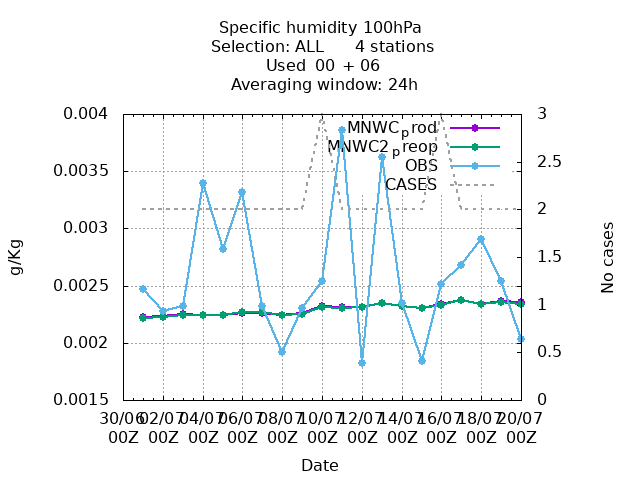 Specific humidity 100hPa
Selection: ALL 4 stations
Used 00 + 06
Averaging window: 24h
0.004
0.0035
0.003
0.0025
0.002
0.0015
g/Kg
MNWCprod
MNWC2preop
OBS
CASES
3
2.5
2
1.5
1
0.5
0
No cases
30/06 02/07 04/07 06/07 08/07 10/07 12/07 14/07 16/07 18/07 20/07
00Z 00Z 00Z 00Z 00Z 00Z 00Z 00Z 00Z 00Z 00Z
Date